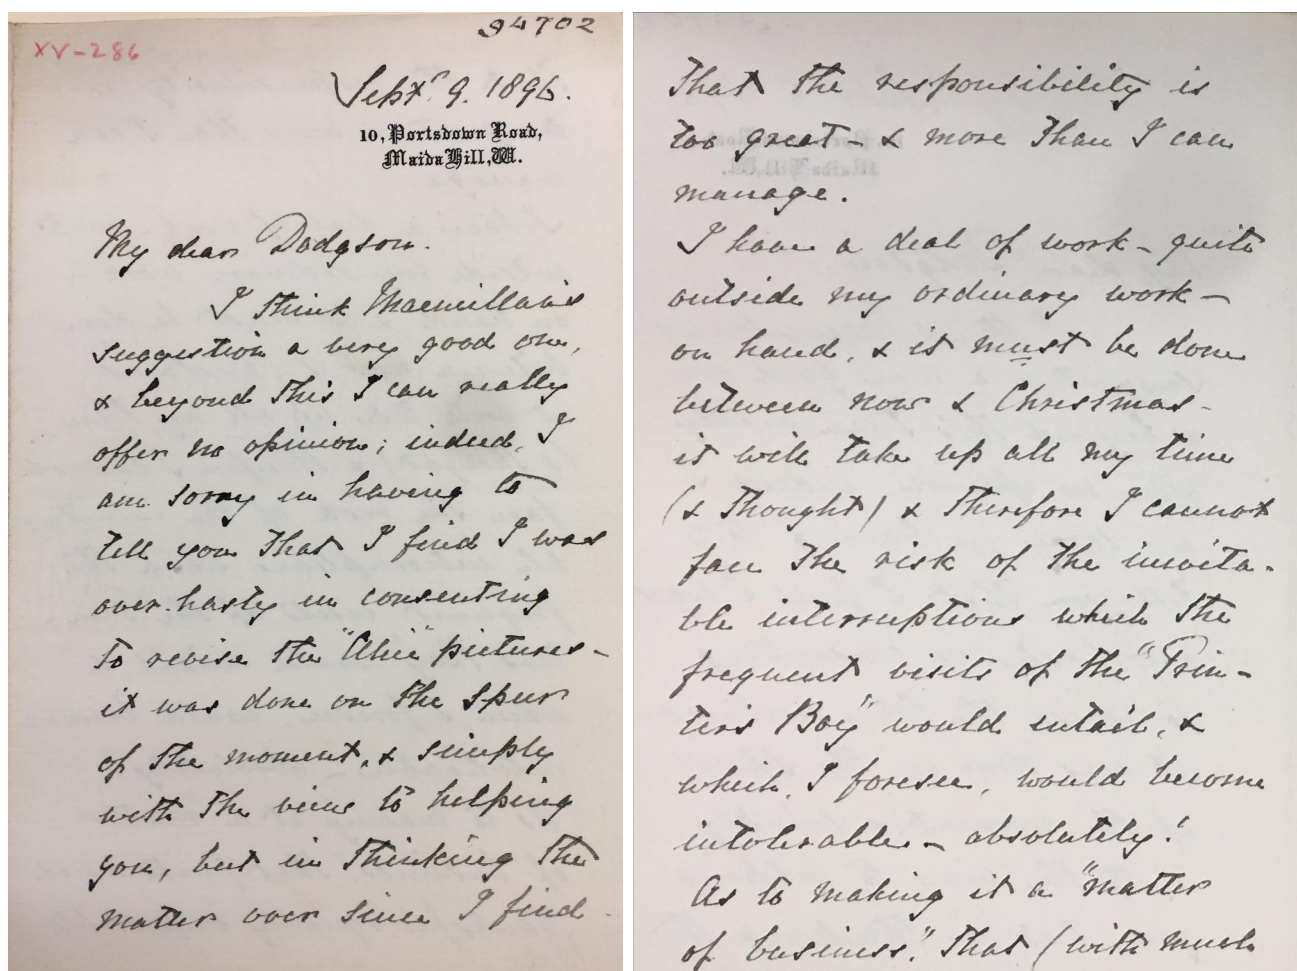 94702
XV-286
Septr. 9. 1896.
10, Portsdown Road,
Maida Hill, W.
My dear Dodgson.
I think Macmillan's
suggestion a very good one,
& beyond this I can really
offer no opinion; indeed, I
am sorry in having to
tell you that I find I was
over-hasty in consenting
to revise the "Alice" pictures -
it was done on the spur
of the moment, & simply
with the view to helping
you, but in thinking the
matter over since I find
that the responsibility is
too great - & more than I can
manage.
I have a deal of work - quite
outside my ordinary work -
on hand, & it must be done
between now & Christmas -
it will take up all my time
(& thought) & therefore I cannot
face the risk of the inevita-
ble interruptions which the
frequent visits of the "Prin-
ter's Boy" would entail, &
which, I foresee, would become
intolerable - absolutely!
As to making it a "matter
of business", that (with much